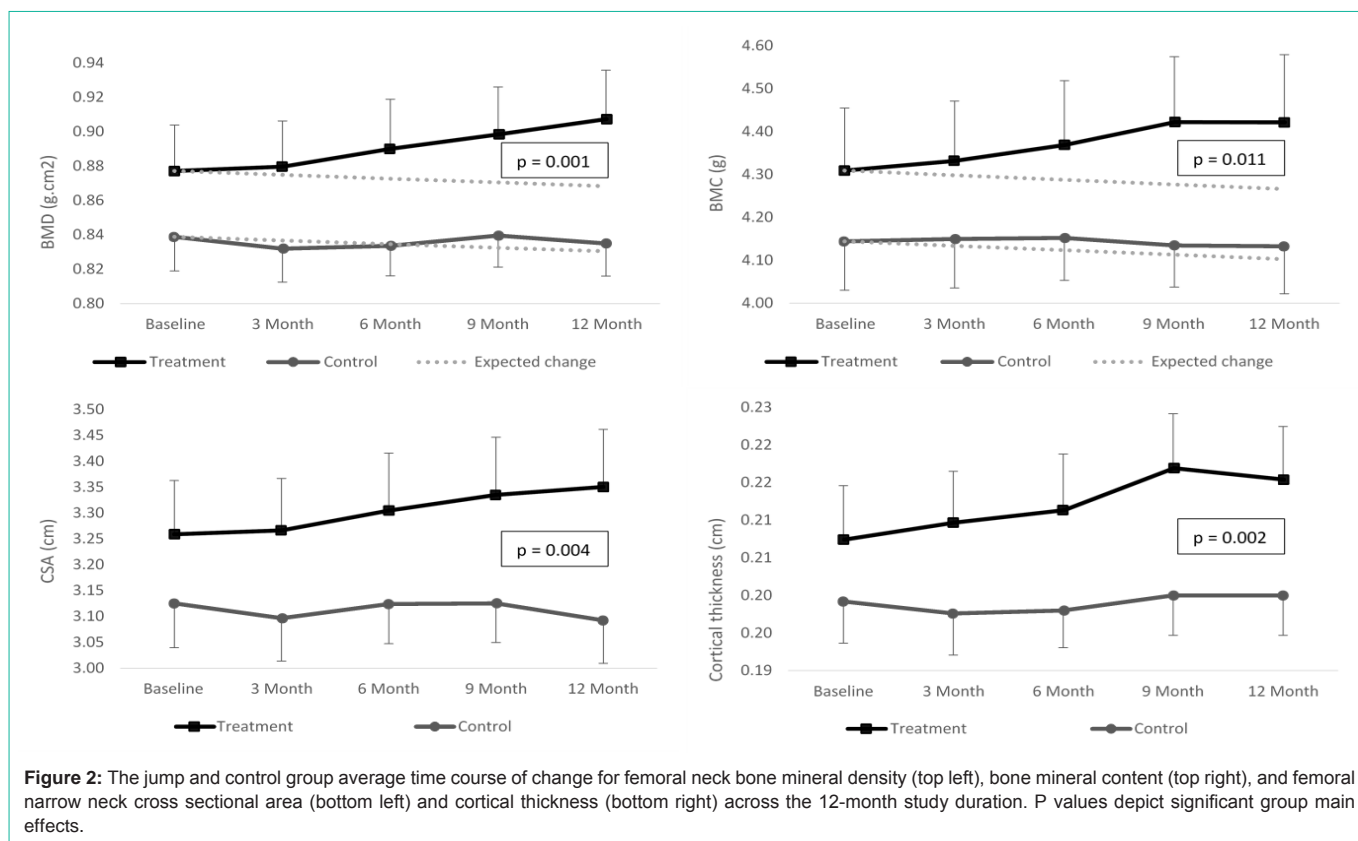 0.94
0.92
0.90
0.88
0.86
0.84
0.82
0.80
BMD (g.cm2)
p = 0.001
Baseline 3 Month 6 Month 9 Month 12 Month
Treatment Control Expected change
4.60
4.50
4.40
4.30
4.20
4.10
4.00
BMC (g)
p = 0.011
Baseline 3 Month 6 Month 9 Month 12 Month
Treatment Control Expected change
3.50
3.45
3.40
3.35
3.30
3.25
3.20
3.15
3.10
3.05
3.00
CSA (cm)
p = 0.004
Baseline 3 Month 6 Month 9 Month 12 Month
Treatment Control
0.23
0.22
0.22
0.21
0.21
0.20
0.20
0.19
Cortical thickness (cm)
p = 0.002
Baseline 3 Month 6 Month 9 Month 12 Month
Treatment Control
Figure 2: The jump and control group average time course of change for femoral neck bone mineral density (top left), bone mineral content (top right), and femoral
narrow neck cross sectional area (bottom left) and cortical thickness (bottom right) across the 12-month study duration. P values depict significant group main
effects.